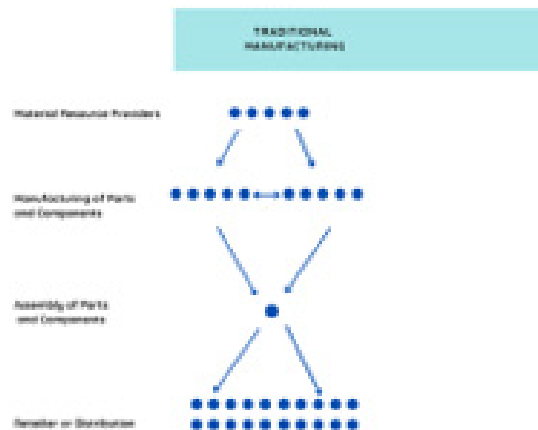 TRADITIONAL
MANUFACTURING
Material Resource Providers
Manufacturing of Parts
and Components
Assembly of Parts
and Components
Retailer or Distribution